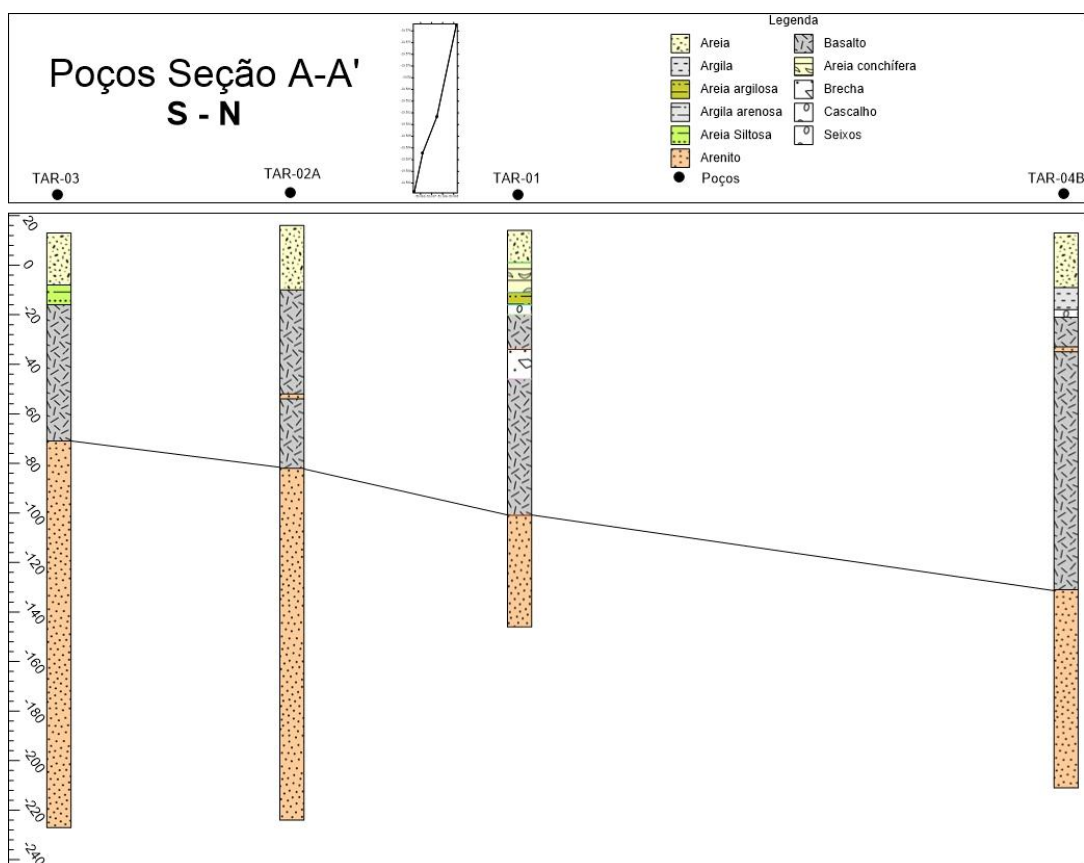 Poços Seção A-A'
S - N
Legenda
Areia
Argila
Areia argilosa
Argila arenosa
Areia Siltosa
Arenito
Poços
Basalto
Areia conchífera
Brecha
Cascalho
Seixos
TAR-03
TAR-02A
TAR-01
TAR-04B
20
0
-20
-40
-60
-80
-100
-120
-140
-160
-180
-200
-220
-240